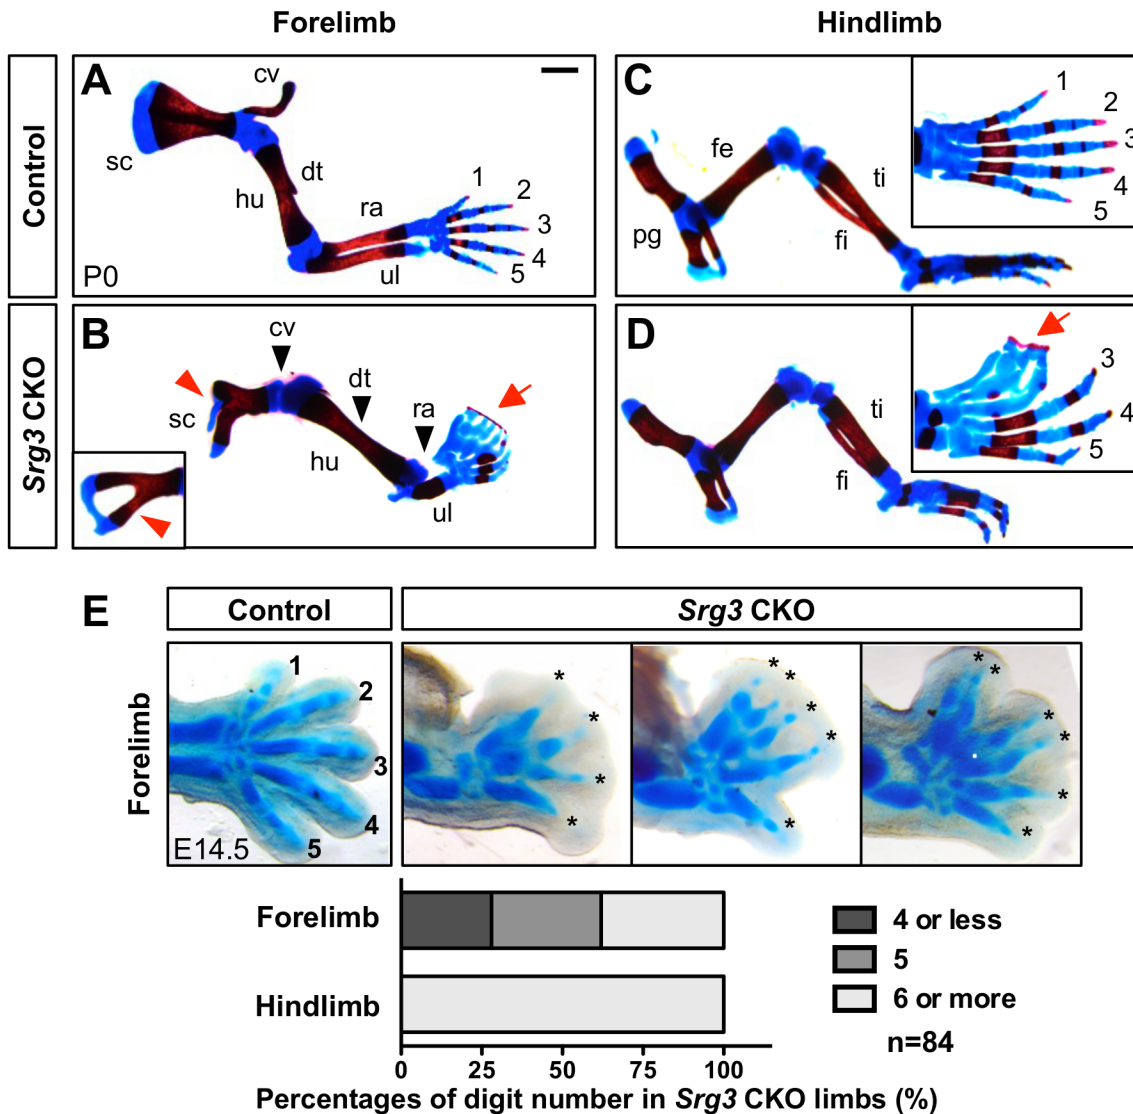 Forelimb
Hindlimb
Control
A
cv
sc
dt
hu
ra
ul
1
2
3
4
5
P0
C
fe
ti
pg
fi
1
2
3
4
5
Srg3 CKO
B
cv
dt
ra
sc
hu
ul
D
ti
fi
3
4
5
E
Control
Srg3 CKO
Forelimb
1
2
3
4
5
E14.5
* * * *
* * * * *
* * * * * *
Forelimb
Hindlimb
4 or less
5
6 or more
n=84
0 25 50 75 100
Percentages of digit number in Srg3 CKO limbs (%)